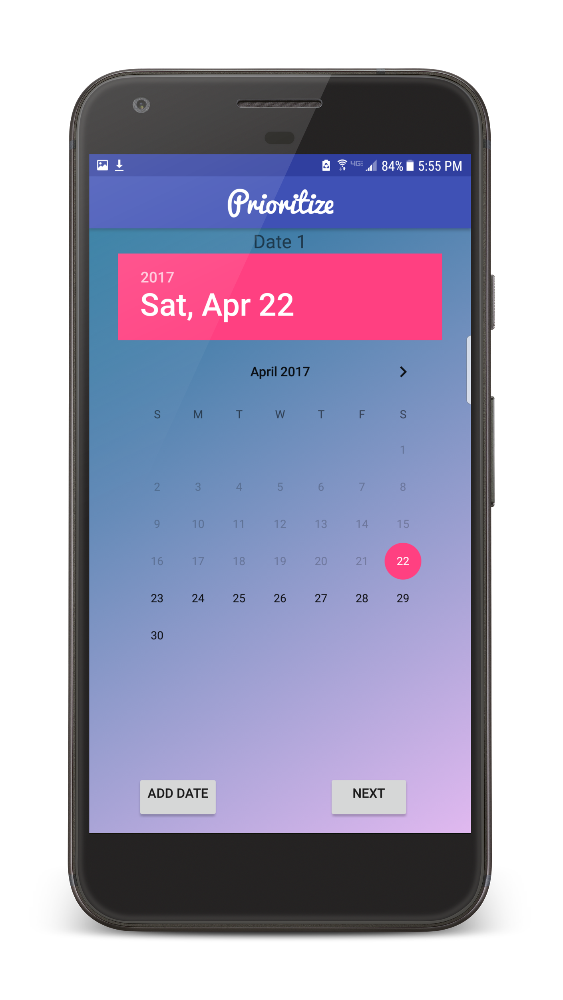 4G LTE 84% 5:55 PM
Prioritize
Date 1
2017
Sat, Apr 22
April 2017
S M T W T F S
1
2 3 4 5 6 7 8
9 10 11 12 13 14 15
16 17 18 19 20 21 22
23 24 25 26 27 28 29
30
ADD DATE NEXT